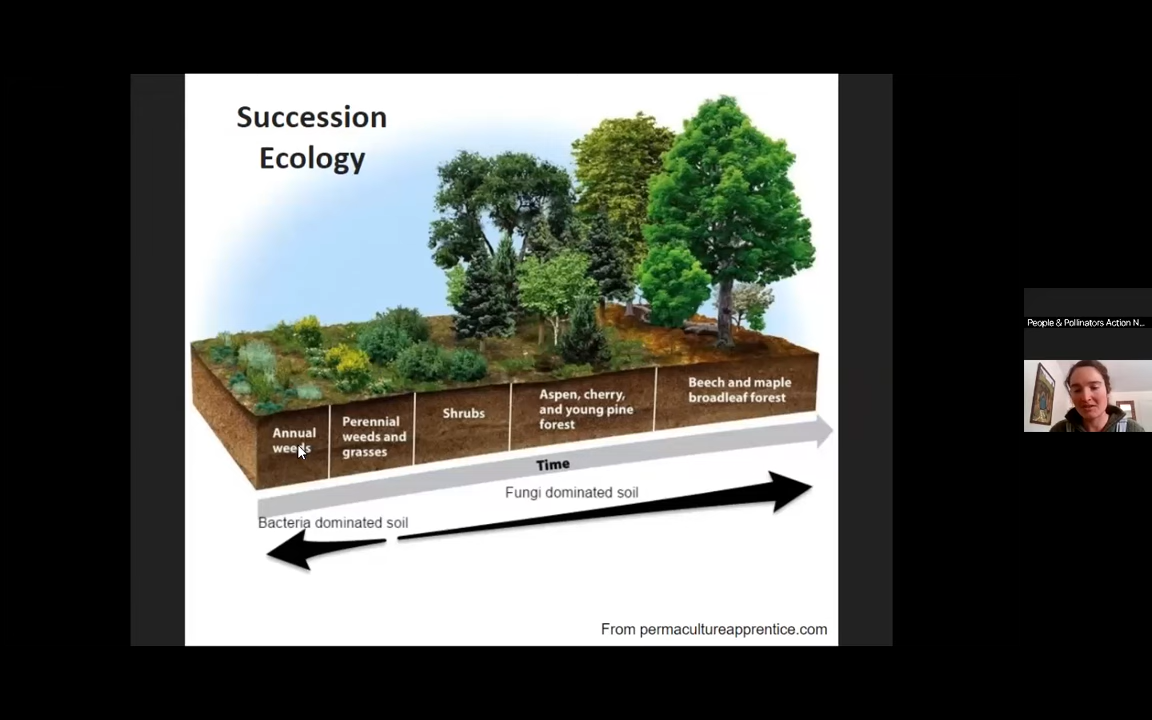 Succession
Ecology
People & Pollinators Action N...
Annual
weeds
Perennial
weeds and
grasses
Shrubs
Aspen, cherry,
and young pine
forest
Beech and maple
broadleaf forest
Time
Fungi dominated soil
Bacteria dominated soil
From permacultureapprentice.com